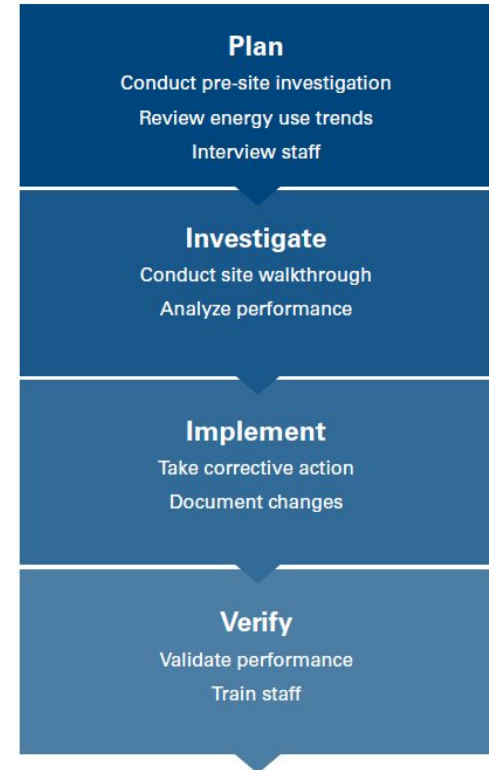 Plan
Conduct pre-site investigation
Review energy use trends
Interview staff
Investigate
Conduct site walkthrough
Analyze performance
Implement
Take corrective action
Document changes
Verify
Validate performance
Train staff